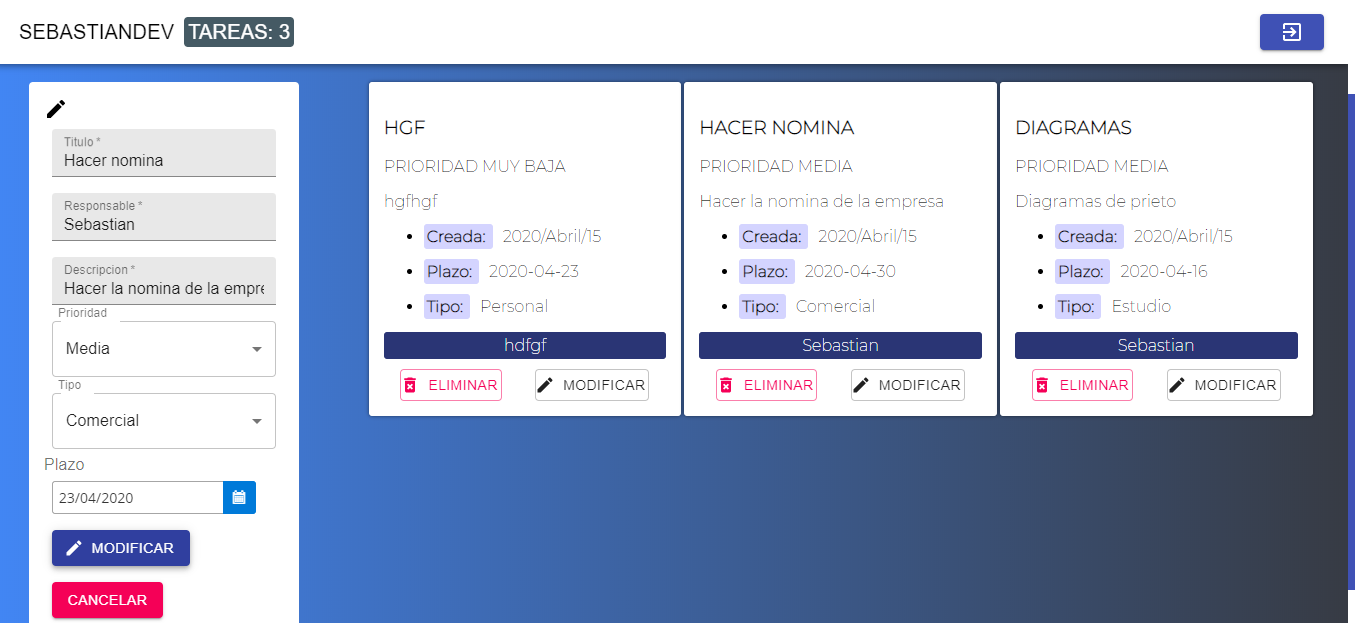 SEBASTIANDEV TAREAS: 3
Titulo *
Hacer nomina
Responsable *
Sebastian
Descripcion *
Hacer la nomina de la empre
Prioridad
Media
Tipo
Comercial
Plazo
23/04/2020
MODIFICAR
CANCELAR
HGF
PRIORIDAD MUY BAJA
hgfhgf
Creada: 2020/Abril/15
Plazo: 2020-04-23
Tipo: Personal
hdfgf
ELIMINAR MODIFICAR
HACER NOMINA
PRIORIDAD MEDIA
Hacer la nomina de la empresa
Creada: 2020/Abril/15
Plazo: 2020-04-30
Tipo: Comercial
Sebastian
ELIMINAR MODIFICAR
DIAGRAMAS
PRIORIDAD MEDIA
Diagramas de prieto
Creada: 2020/Abril/15
Plazo: 2020-04-16
Tipo: Estudio
Sebastian
ELIMINAR MODIFICAR